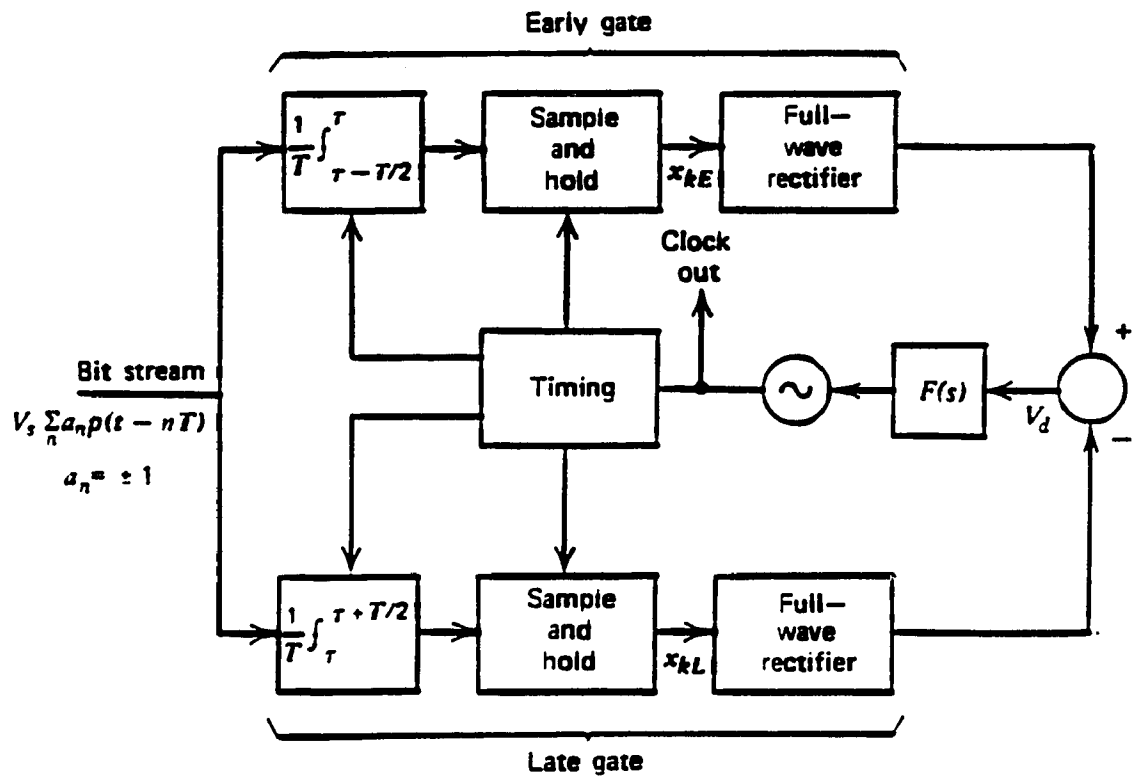 Early gate
1/T ∫_{τ − T/2}^{τ}
Sample
and
hold
x_{kE}
Full–
wave
rectifier
Clock
out
Bit stream
V_s ∑_n a_n p(t − nT)
a_n = ± 1
Timing
~
F(s)
V_d
+
−
1/T ∫_{τ}^{τ + T/2}
Sample
and
hold
x_{kL}
Full–
wave
rectifier
Late gate